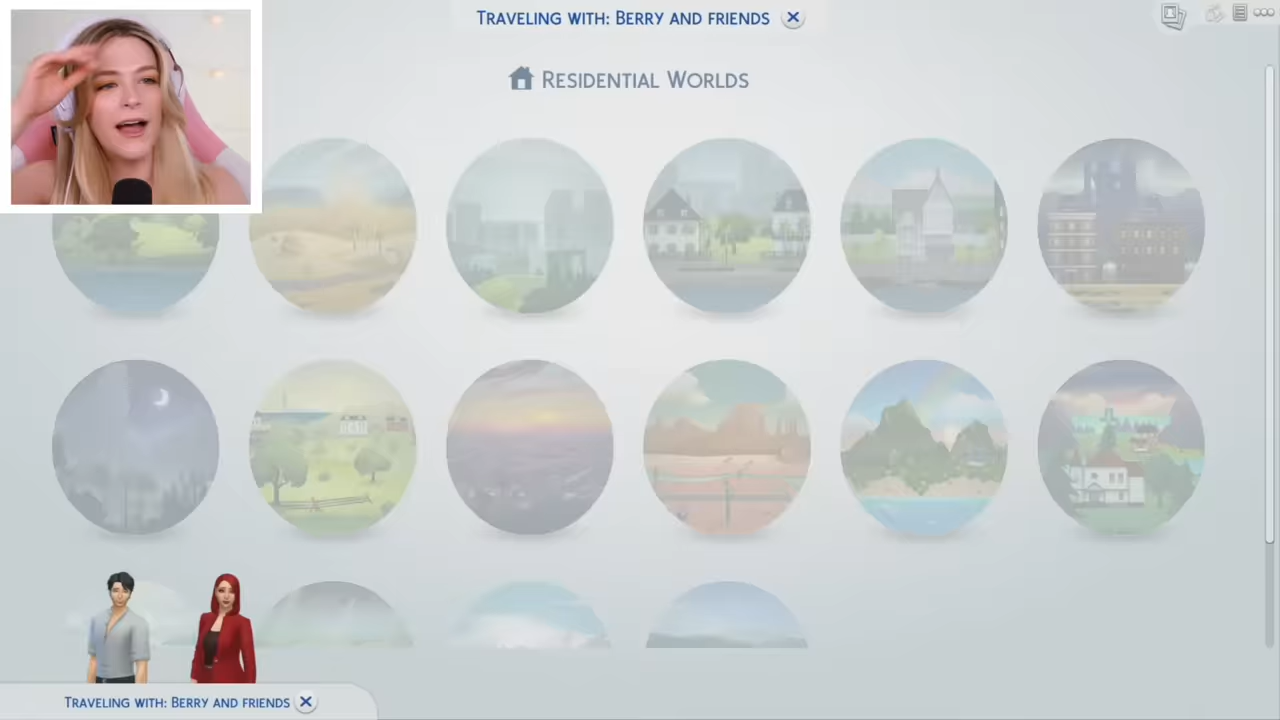 TRAVELING WITH: BERRY AND FRIENDS
RESIDENTIAL WORLDS
TRAVELING WITH: BERRY AND FRIENDS